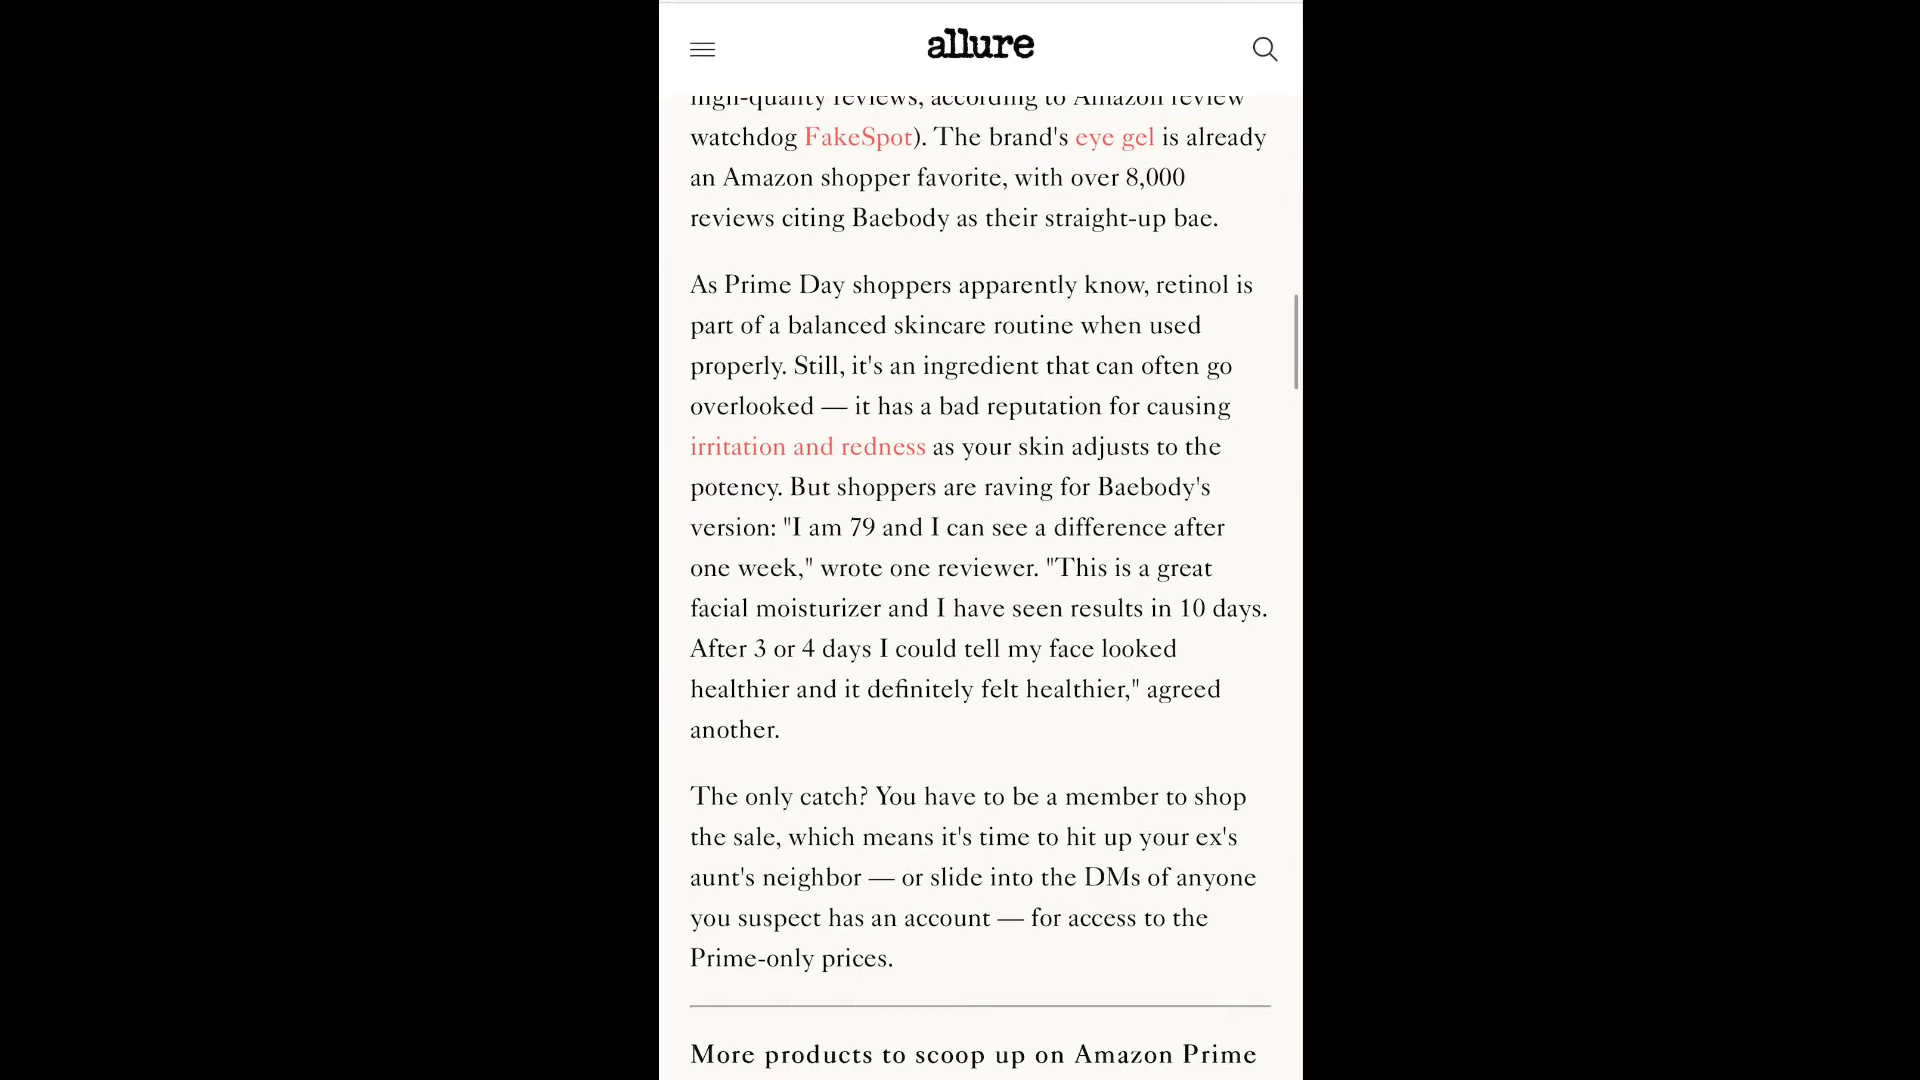 allure
high-quality reviews, according to Amazon review
watchdog FakeSpot). The brand's eye gel is already
an Amazon shopper favorite, with over 8,000
reviews citing Baebody as their straight-up bae.
As Prime Day shoppers apparently know, retinol is
part of a balanced skincare routine when used
properly. Still, it's an ingredient that can often go
overlooked — it has a bad reputation for causing
irritation and redness as your skin adjusts to the
potency. But shoppers are raving for Baebody's
version: "I am 79 and I can see a difference after
one week," wrote one reviewer. "This is a great
facial moisturizer and I have seen results in 10 days.
After 3 or 4 days I could tell my face looked
healthier and it definitely felt healthier," agreed
another.
The only catch? You have to be a member to shop
the sale, which means it's time to hit up your ex's
aunt's neighbor — or slide into the DMs of anyone
you suspect has an account — for access to the
Prime-only prices.
More products to scoop up on Amazon Prime